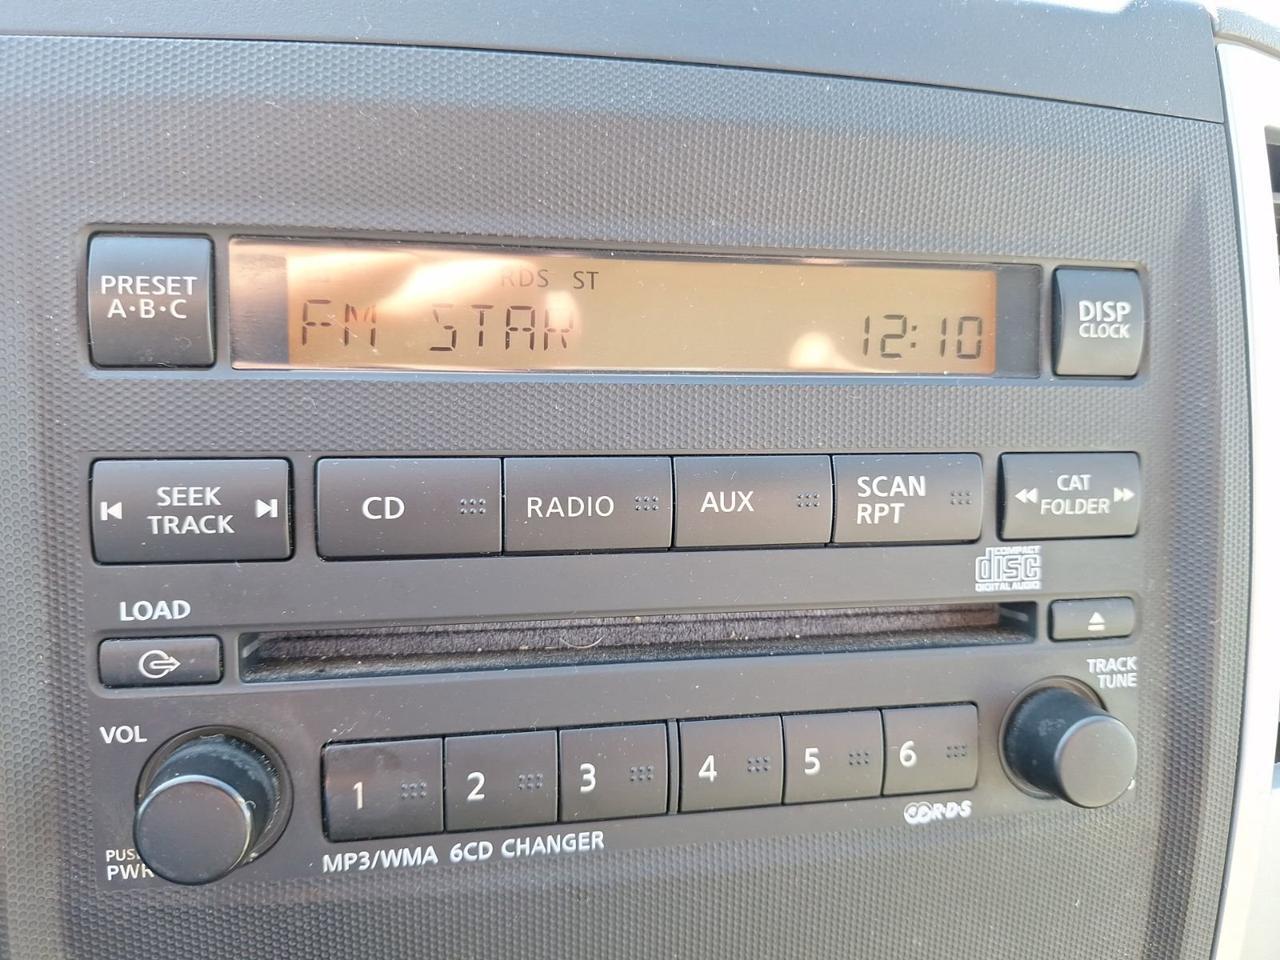 PRESET
A·B·C
RDS ST
FM STAR
12:10
DISP
CLOCK
SEEK
TRACK
CD
RADIO
AUX
SCAN
RPT
CAT
FOLDER
COMPACT
disc
DIGITAL AUDIO
LOAD
TRACK
TUNE
VOL
1
2
3
4
5
6
R·D·S
PUSH
PWR
MP3/WMA 6CD CHANGER